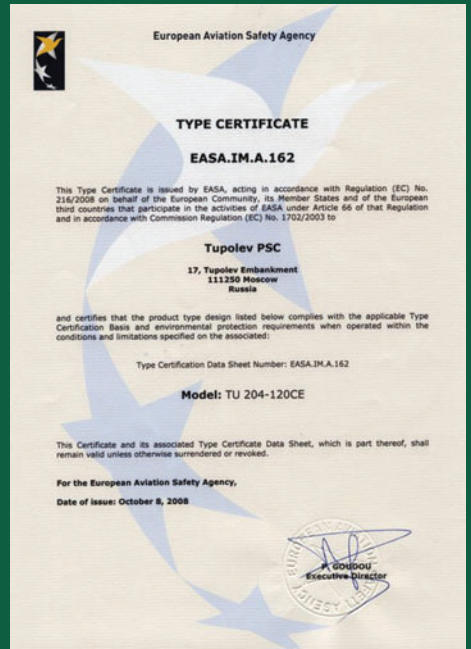 European Aviation Safety Agency
TYPE CERTIFICATE
EASA.IM.A.162
This Type Certificate is issued by EASA, acting in accordance with Regulation (EC) No.
216/2008 on behalf of the European Community, its Member States and of the European
third countries that participate in the activities of EASA under Article 66 of that Regulation
and in accordance with Commission Regulation (EC) No. 1702/2003 to
Tupolev PSC
17, Tupolev Embankment
111250 Moscow
Russia
and certifies that the product type design listed below complies with the applicable Type
Certification Basis and environmental protection requirements when operated within the
conditions and limitations specified on the associated:
Type Certification Data Sheet Number: EASA.IM.A.162
Model: TU 204-120CE
This Certificate and its associated Type Certificate Data Sheet, which is part thereof, shall
remain valid unless otherwise surrendered or revoked.
For the European Aviation Safety Agency,
Date of issue: October 8, 2008
P. GOUDOU
Executive Director
EUROPEAN AVIATION SAFETY AGENCY